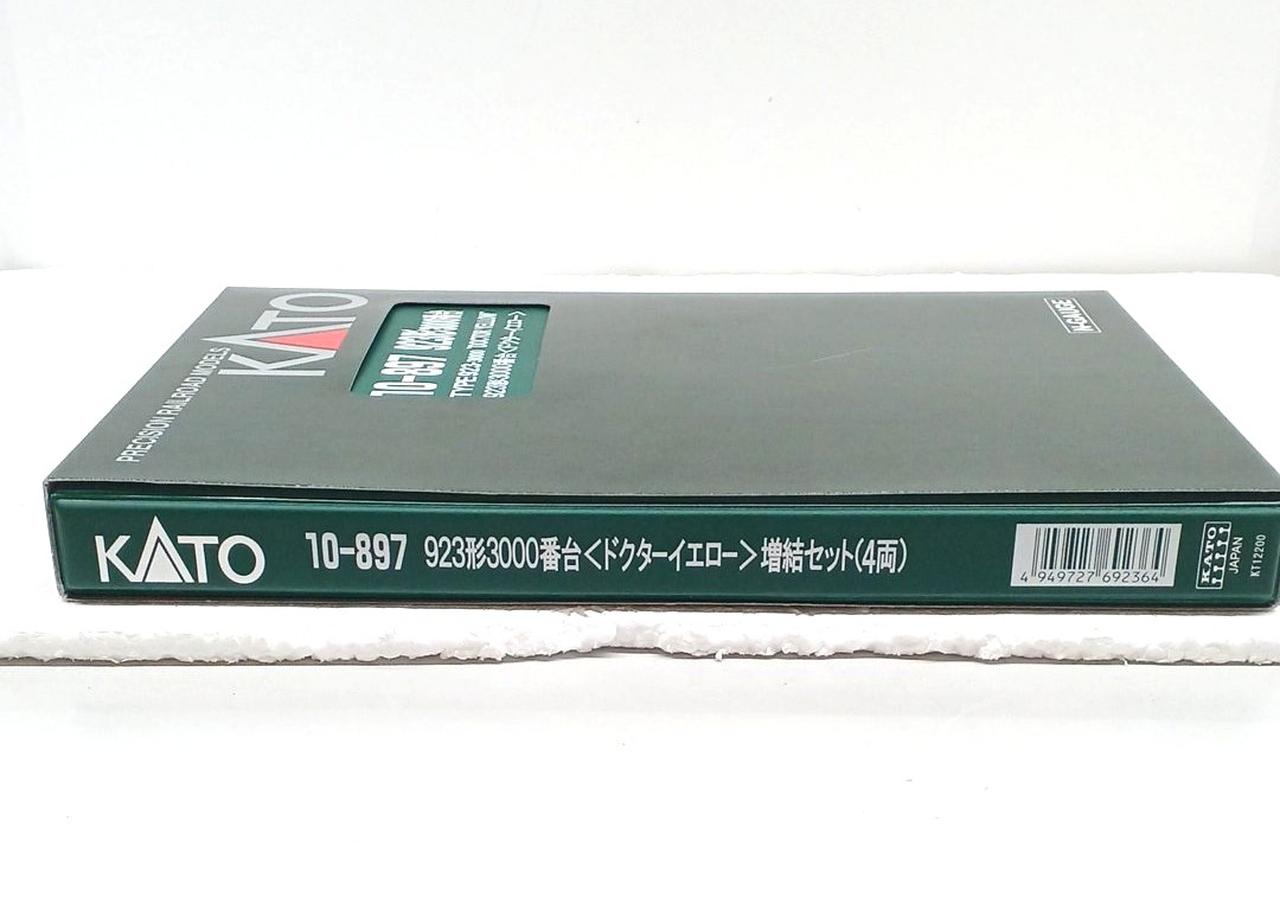 PRECISION RAILROAD MODELS
KATO
10-897 923形3000番台
TYPE 923-3000 "DOCTOR YELLOW"
923形3000番台<ドクターイエロー>
N-GAUGE
KATO 10-897 923形3000番台<ドクターイエロー>増結セット(4両)
4 949727 692364
KATO
JAPAN
KT12200